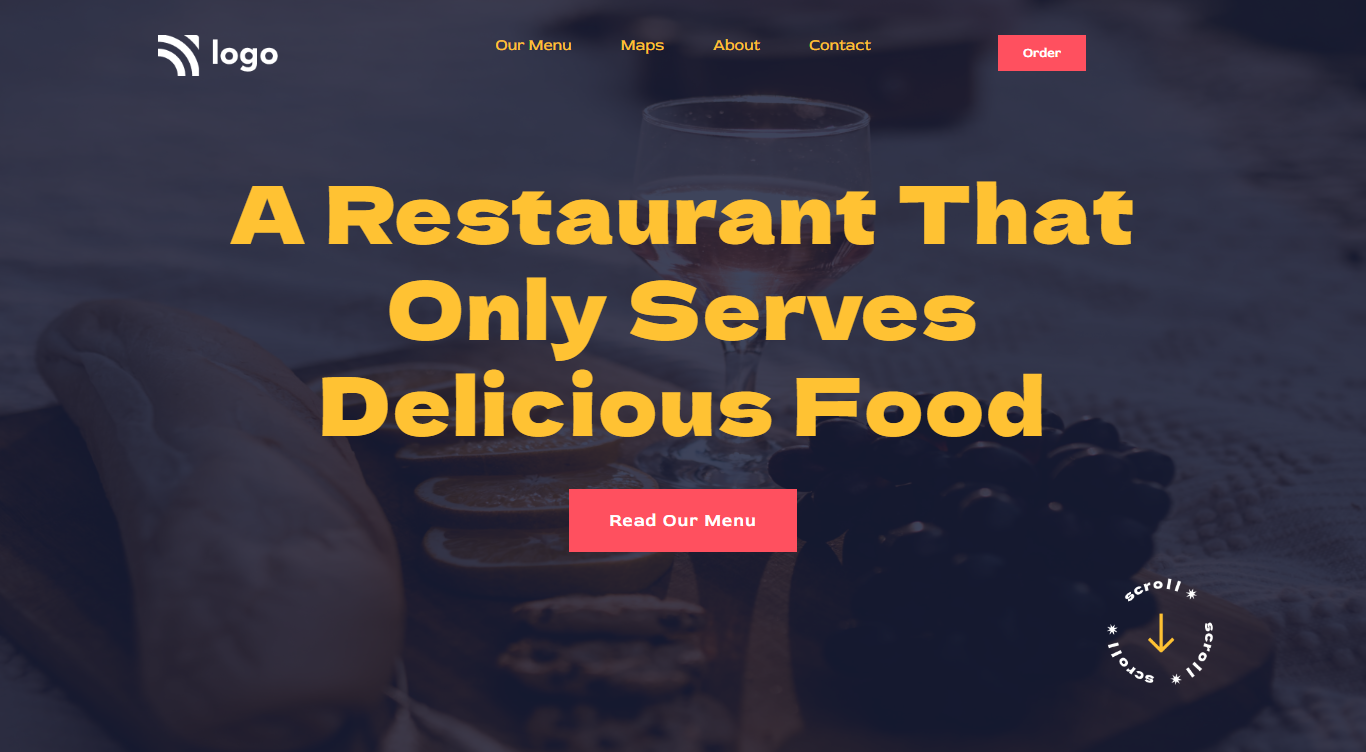 logo
Our Menu
Maps
About
Contact
Order
A Restaurant That
Only Serves
Delicious Food
Read Our Menu
scroll ✷ scroll ✷ scroll ✷